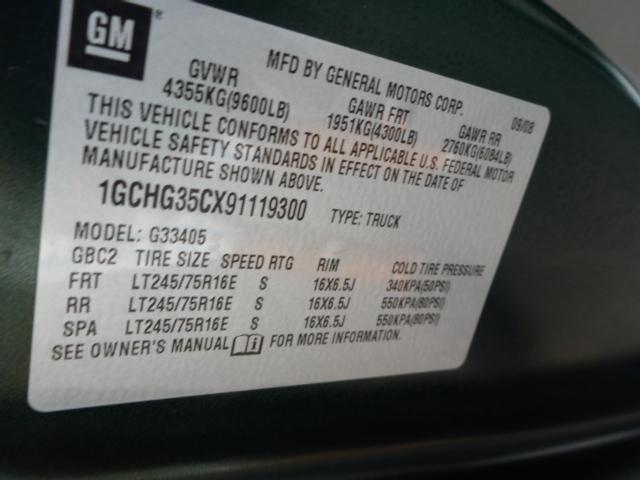 GM
®
MFD BY GENERAL MOTORS CORP. 09/08
GVWR GAWR FRT GAWR RR
4355KG(9600LB) 1951KG(4300LB) 2760KG(6084LB)
THIS VEHICLE CONFORMS TO ALL APPLICABLE U.S. FEDERAL MOTOR
VEHICLE SAFETY STANDARDS IN EFFECT ON THE DATE OF
MANUFACTURE SHOWN ABOVE.
1GCHG35CX91119300 TYPE: TRUCK
MODEL: G33405
GBC2 TIRE SIZE SPEED RTG RIM COLD TIRE PRESSURE
FRT LT245/75R16E S 16X6.5J 340KPA(50PSI)
RR LT245/75R16E S 16X6.5J 550KPA(80PSI)
SPA LT245/75R16E S 16X6.5J 550KPA(80PSI)
SEE OWNER'S MANUAL FOR MORE INFORMATION.